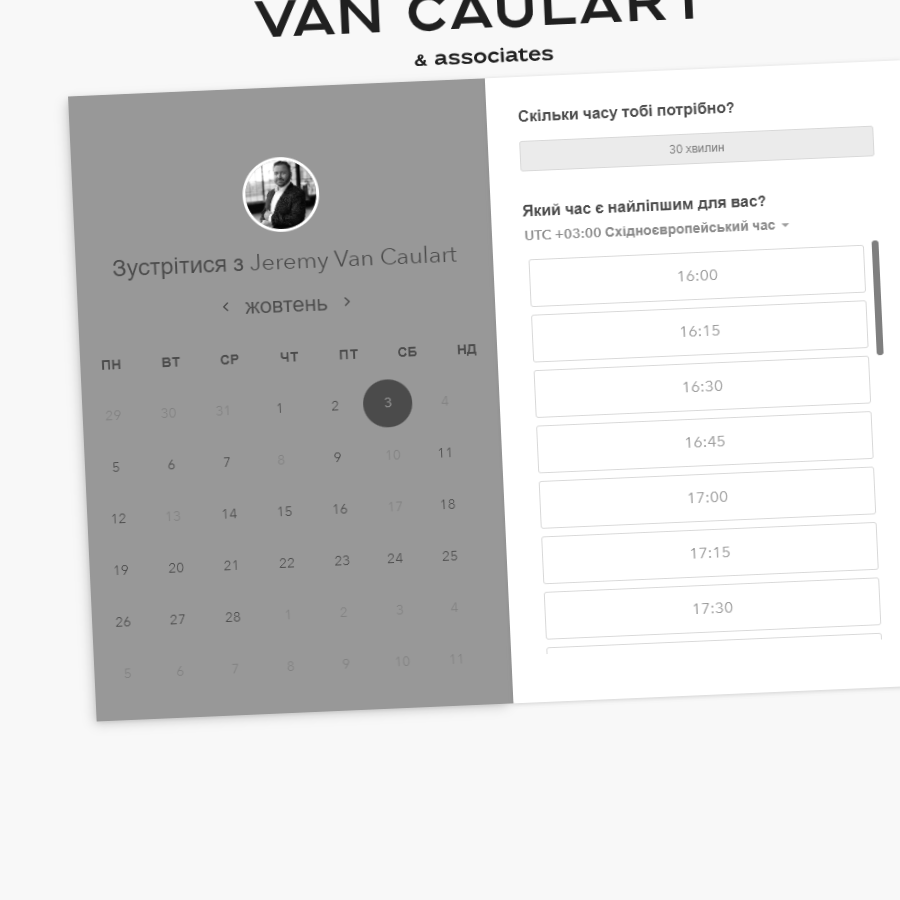 VAN CAULART
& associates
Зустрітися з Jeremy Van Caulart
жовтень
ПН ВТ СР ЧТ ПТ СБ НД
29 30 31 1 2 3 4
5 6 7 8 9 10 11
12 13 14 15 16 17 18
19 20 21 22 23 24 25
26 27 28 1 2 3 4
5 6 7 8 9 10 11
Скільки часу тобі потрібно?
30 хвилин
Який час є найліпшим для вас?
UTC +03:00 Східноєвропейський час
16:00
16:15
16:30
16:45
17:00
17:15
17:30